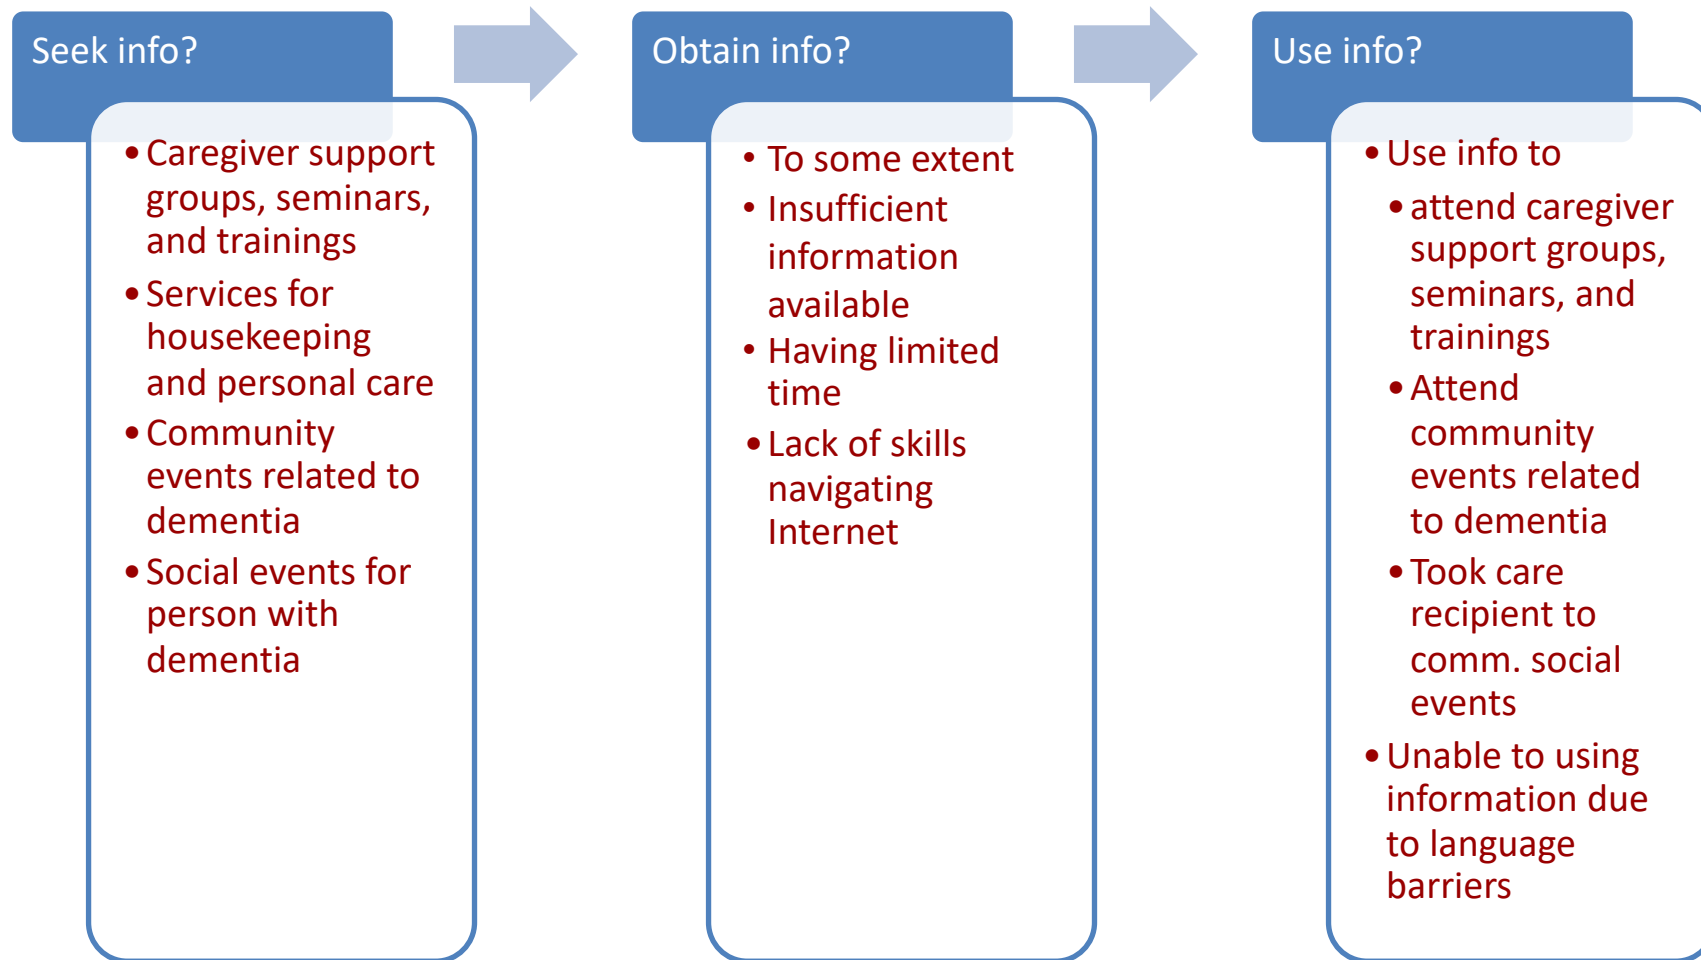 Seek info?
• Caregiver support
groups, seminars,
and trainings
• Services for
housekeeping
and personal care
• Community
events related to
dementia
• Social events for
person with
dementia
Obtain info?
• To some extent
• Insufficient
information
available
• Having limited
time
• Lack of skills
navigating
Internet
Use info?
• Use info to
• attend caregiver
support groups,
seminars, and
trainings
• Attend
community
events related
to dementia
• Took care
recipient to
comm. social
events
• Unable to using
information due
to language
barriers